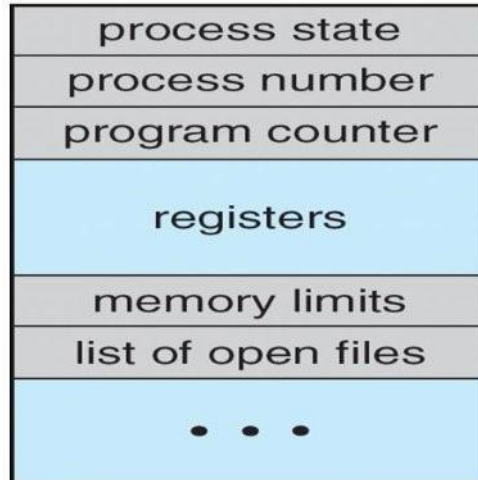 process state
process number
program counter
registers
memory limits
list of open files
• • •